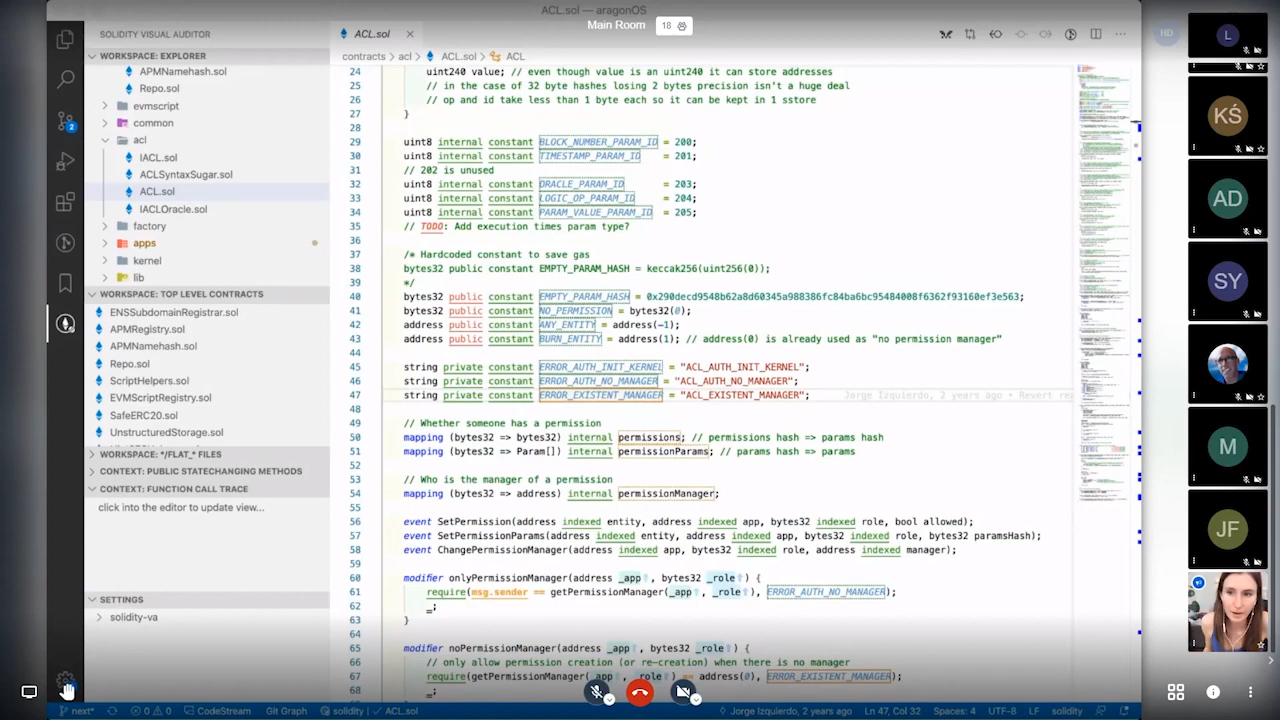 ACL.sol — aragonOS
Main Room
18
SOLIDITY VISUAL AUDITOR
WORKSPACE: EXPLORER
APMNamehash.sol
Repo.sol
evmscript
common
acl
IACL.sol
ACLSyntaxSugar.sol
ACL.sol
IACLOracle.sol
factory
apps
kernel
lib
WORKSPACE: TOP LEVEL CONTRACTS
ENSSubdomainRegistrar.sol
APMRegistry.sol
APMNamehash.sol
Repo.sol
ScriptHelpers.sol
EVMScriptRegistry.sol
SafeERC20.sol
UnstructuredStorage.sol
WORKSPACE: */FLAT_* FILES
CONTEXT: PUBLIC STATECHANGING METHODS
CONTEXT: FUNCTION CALL TRACE
click into the editor to update view...
SETTINGS
solidity-va
ACL.sol
contracts > acl > ACL.sol > ACL
24 uint240 value; // even though value is an uint240 it can store addresses
25 // in the case of 32 byte hashes losing 2 bytes precision isn't a huge deal
26 // op and id take less than 1 byte each so it can be kept in 1 sstore
27
28
29 internal constant BLOCK_NUMBER_PARAM_ID = 200;
30 uint8 internal constant TIMESTAMP_PARAM_ID = 201;
31 202 is unused
32 uint8 internal constant ORACLE_PARAM_ID = 203;
33 internal constant LOGIC_OP_PARAM_ID = 204;
34 internal constant PARAM_VALUE_PARAM_ID = 205;
35 TODO: Add execution times param type?
36
37 Hardcoded constant to save gas
38 public constant EMPTY_PARAM_HASH = keccak256(uint256(0));
39
40 public constant EMPTY_PARAM_HASH = 0x290decd9548b62a8d60345a988386fc84ba6bc95484008f6362f93160ef3e563;
41 public constant NO_PERMISSION = bytes32(0);
42 address public constant ANY_ENTITY = address(-1);
43 address public constant BURN_ENTITY = address(1); // address(0) is already used as "no permission manager"
44
45 string private constant ERROR_AUTH_INIT_KERNEL = "ACL_AUTH_INIT_KERNEL";
46 string private constant ERROR_AUTH_NO_MANAGER = "ACL_AUTH_NO_MANAGER";
47 string private constant ERROR_EXISTENT_MANAGER = "ACL_EXISTENT_MANAGER"; Jorge Izquierdo, 2 years ago • Revert rea
48
49 Whether someone has a permission
50 mapping (bytes32 => bytes32) internal permissions; // permissions hash => params hash
51 mapping (bytes32 => Param[]) internal permissionParams; // params hash => params
52
53 Who is the manager of a permission
54 mapping (bytes32 => address) internal permissionManager;
55
56 event SetPermission(address indexed entity, address indexed app, bytes32 indexed role, bool allowed);
57 event SetPermissionParams(address indexed entity, address indexed app, bytes32 indexed role, bytes32 paramsHash);
58 event ChangePermissionManager(address indexed app, bytes32 indexed role, address indexed manager);
59
60 modifier onlyPermissionManager(address _app, bytes32 _role) {
61 require(msg.sender == getPermissionManager(_app, _role), ERROR_AUTH_NO_MANAGER);
62 _;
63 }
64
65 modifier noPermissionManager(address _app, bytes32 _role) {
66 // only allow permission creation (or re-creation) when there is no manager
67 require(getPermissionManager(_app, _role) == address(0), ERROR_EXISTENT_MANAGER);
68 _;
HD
L
KŚ
AD
SY
M
JF
2
next*
0 0
CodeStream
Git Graph
solidity | ✓ ACL.sol
Jorge Izquierdo, 2 years ago
Ln 47, Col 32
Spaces: 4
UTF-8
LF
solidity